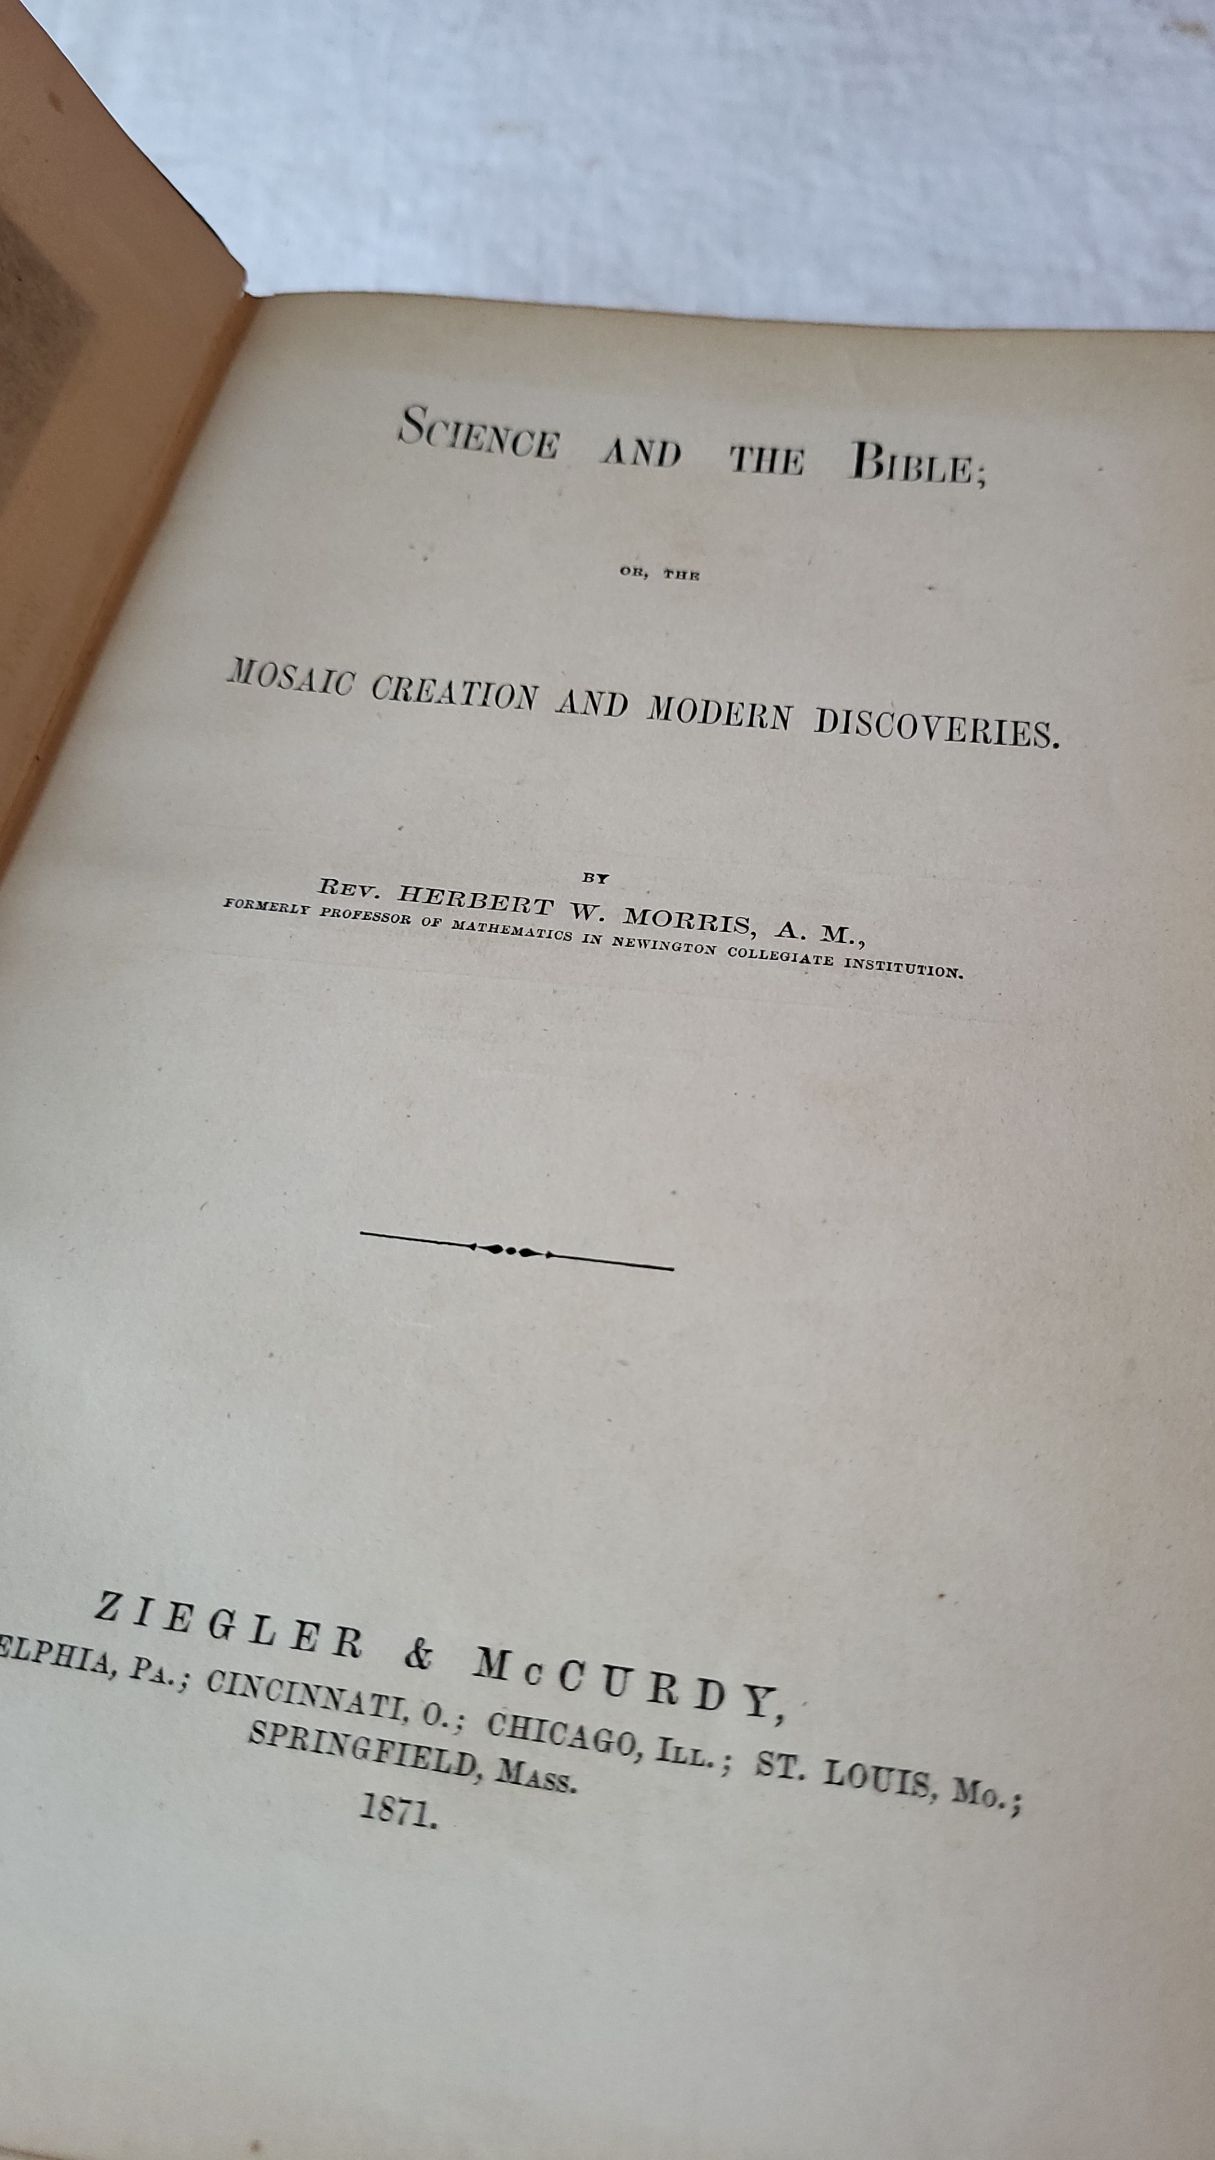 SCIENCE AND THE BIBLE;
OR, THE
MOSAIC CREATION AND MODERN DISCOVERIES.
BY
REV. HERBERT W. MORRIS, A. M.,
FORMERLY PROFESSOR OF MATHEMATICS IN NEWINGTON COLLEGIATE INSTITUTION.
ZIEGLER & McCURDY,
ELPHIA, PA.; CINCINNATI, O.; CHICAGO, ILL.; ST. LOUIS, MO.;
SPRINGFIELD, MASS.
1871.